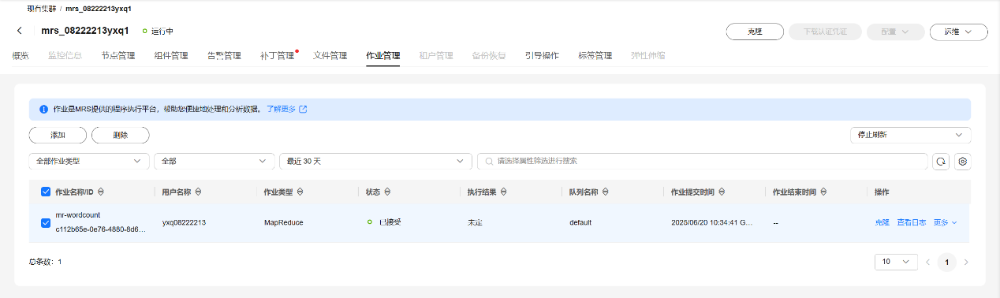 现有集群 / mrs_08222213yxq1
mrs_08222213yxq1 运行中 克隆 下载认证凭证 配置 运维
概览 监控信息 节点管理 组件管理 告警管理 补丁管理 文件管理 作业管理 租户管理 备份恢复 引导操作 标签管理 弹性伸缩
作业是MRS提供的程序执行平台，帮助您便捷地处理和分析数据。 了解更多
添加 删除 停止刷新
全部作业类型 全部 最近 30 天 请选择属性筛选进行搜索
作业名称/ID 用户名称 作业类型 状态 执行结果 队列名称 作业提交时间 作业结束时间 操作
mr-wordcount
c112b65e-0e76-4880-8d6... yxq08222213 MapReduce 已接受 未定 default 2025/06/20 10:34:41 G... -- 克隆 查看日志 更多
总条数：1 10 1